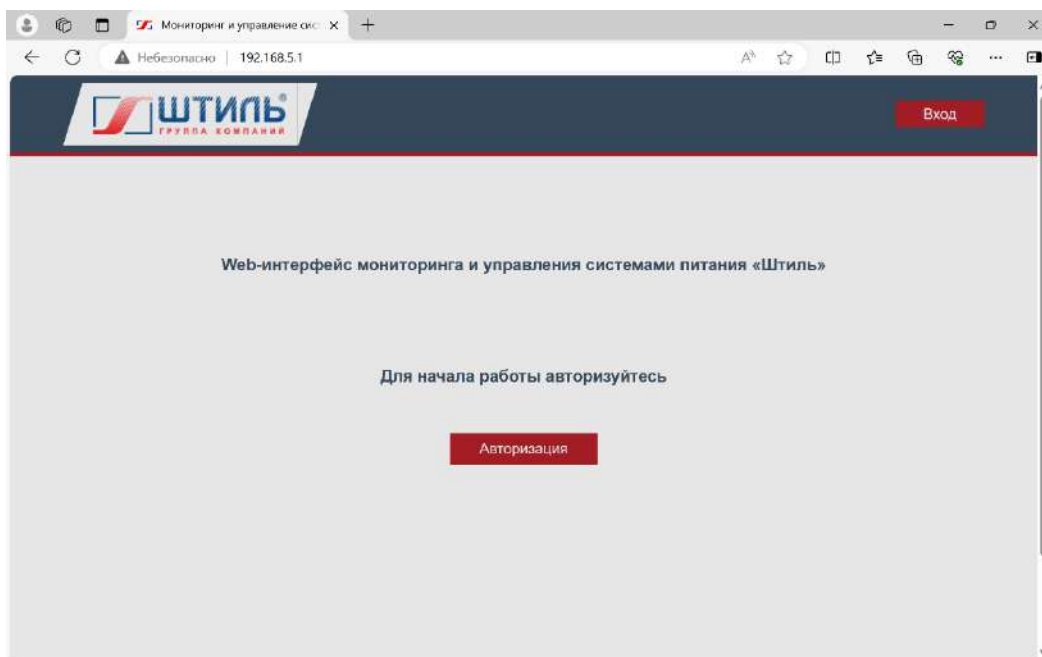 Мониторинг и управление сис
Небезопасно
192.168.5.1
ШТИЛЬ®
ГРУППА КОМПАНИЙ
Вход
Web-интерфейс мониторинга и управления системами питания «Штиль»
Для начала работы авторизуйтесь
Авторизация